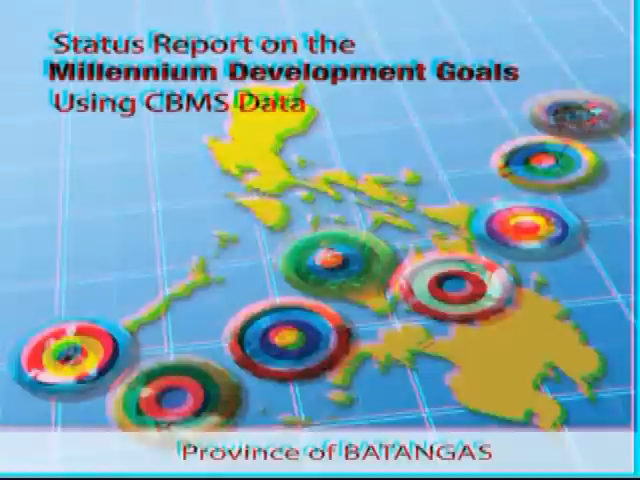 Status Report on the
Millennium Development Goals
Using CBMS Data
Province of BATANGAS